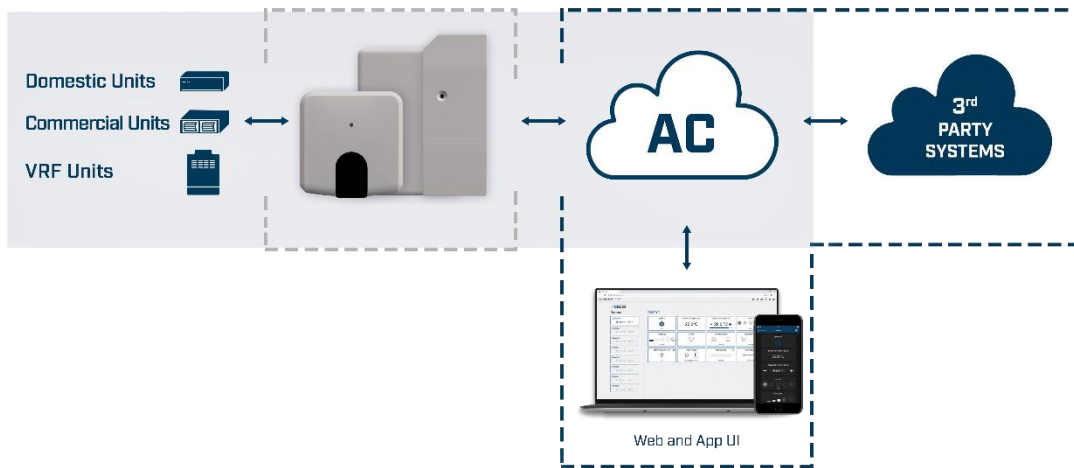 Domestic Units
Commercial Units
VRF Units
AC
3rd
PARTY
SYSTEMS
Web and App UI